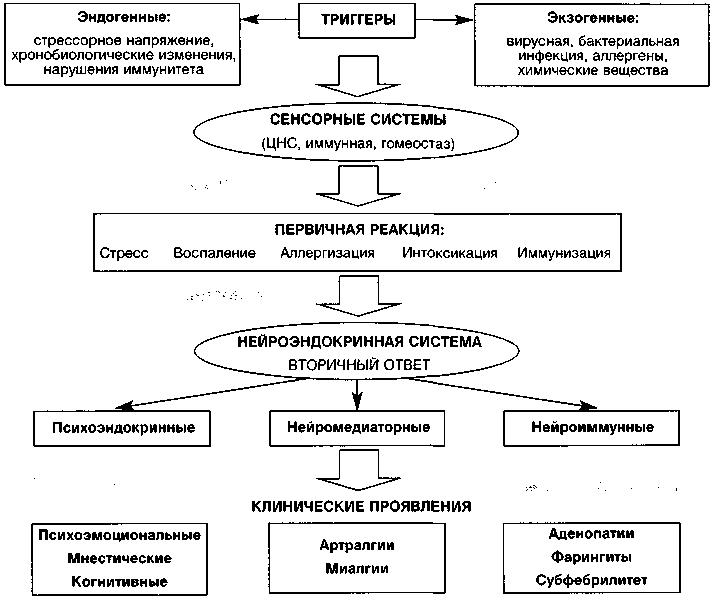 Эндогенные:
стрессорное напряжение,
хронобиологические изменения,
нарушения иммунитета
ТРИГГЕРЫ
Экзогенные:
вирусная, бактериальная
инфекция, аллергены,
химические вещества
СЕНСОРНЫЕ СИСТЕМЫ
(ЦНС, иммунная, гомеостаз)
ПЕРВИЧНАЯ РЕАКЦИЯ:
Стресс Воспаление Аллергизация Интоксикация Иммунизация
НЕЙРОЭНДОКРИННАЯ СИСТЕМА
ВТОРИЧНЫЙ ОТВЕТ
Психоэндокринные
Нейромедиаторные
Нейроиммунные
КЛИНИЧЕСКИЕ ПРОЯВЛЕНИЯ
Психоэмоциональные
Мнестические
Когнитивные
Артралгии
Миалгии
Аденопатии
Фарингиты
Субфебрилитет